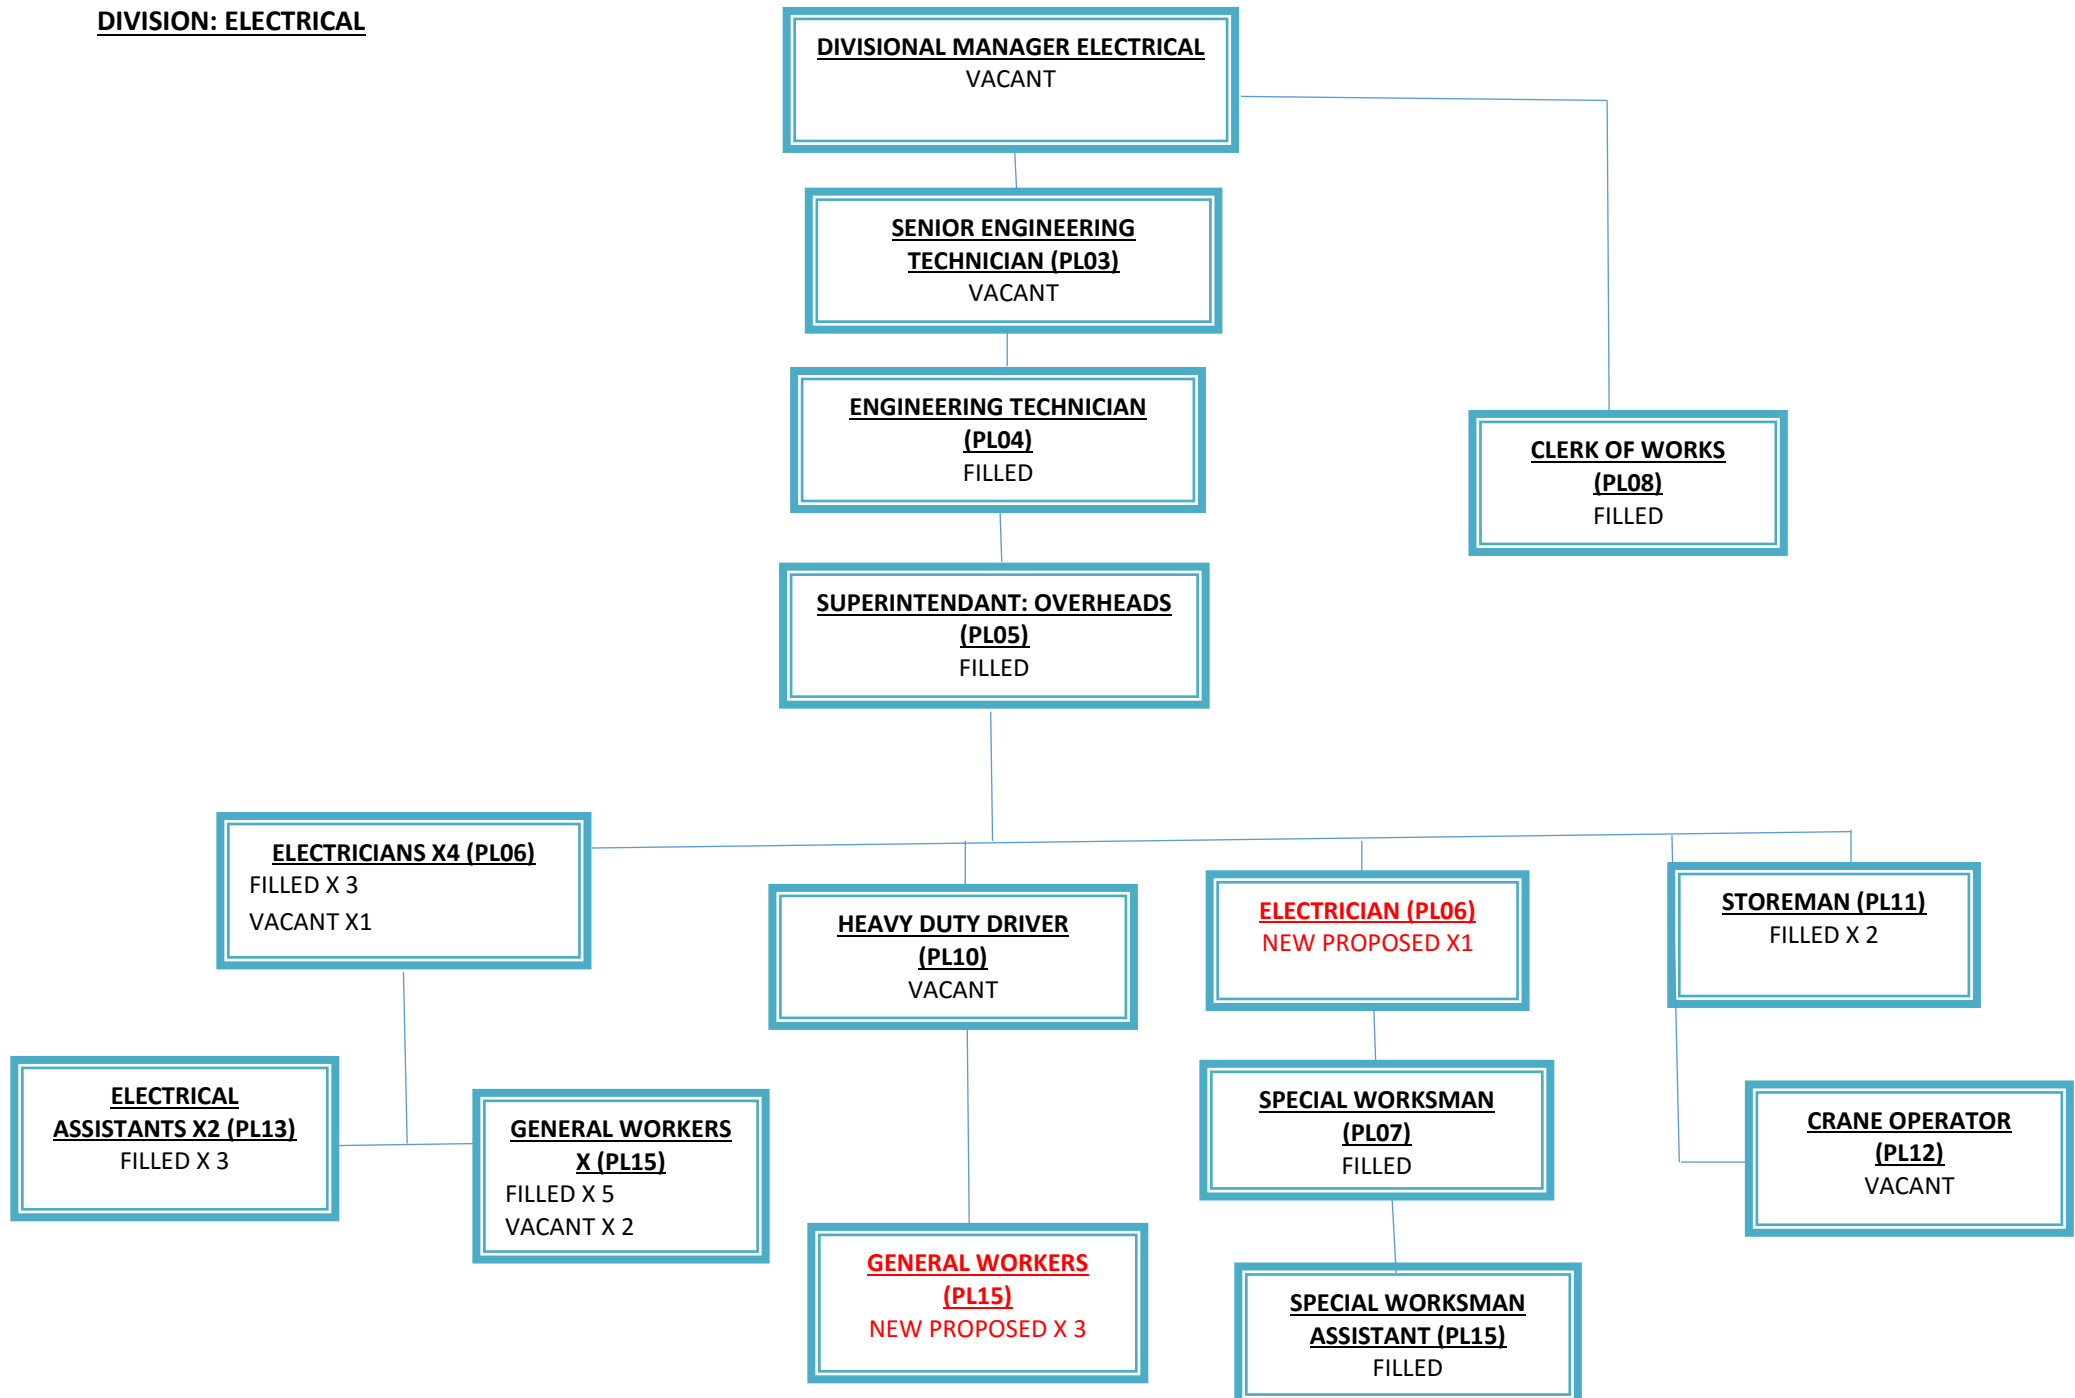 DIVISION: ELECTRICAL
DIVISIONAL MANAGER ELECTRICAL
VACANT
SENIOR ENGINEERING
TECHNICIAN (PL03)
VACANT
ENGINEERING TECHNICIAN
(PL04)
FILLED
CLERK OF WORKS
(PL08)
FILLED
SUPERINTENDANT: OVERHEADS
(PL05)
FILLED
ELECTRICIANS X4 (PL06)
FILLED X 3
VACANT X1
HEAVY DUTY DRIVER
(PL10)
VACANT
ELECTRICIAN (PL06)
NEW PROPOSED X1
STOREMAN (PL11)
FILLED X 2
ELECTRICAL
ASSISTANTS X2 (PL13)
FILLED X 3
GENERAL WORKERS
X (PL15)
FILLED X 5
VACANT X 2
SPECIAL WORKSMAN
(PL07)
FILLED
CRANE OPERATOR
(PL12)
VACANT
GENERAL WORKERS
(PL15)
NEW PROPOSED X 3
SPECIAL WORKSMAN
ASSISTANT (PL15)
FILLED